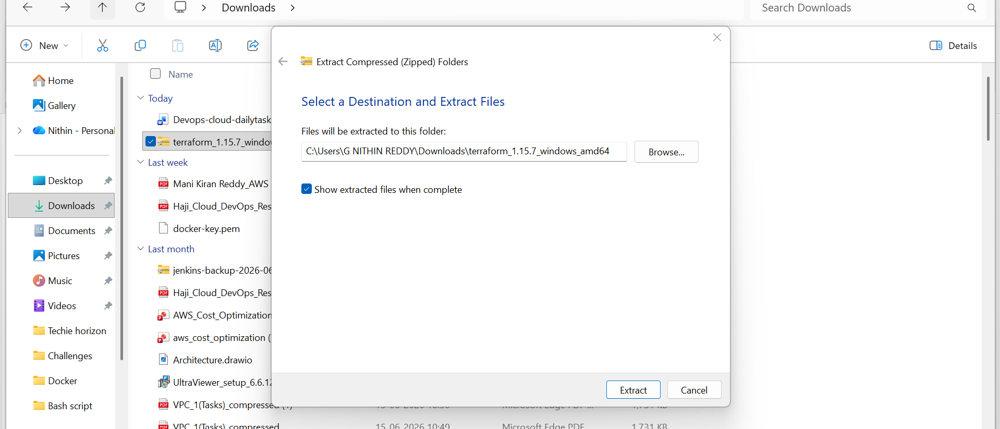 Downloads
Search Downloads
New
Details
Extract Compressed (Zipped) Folders
Select a Destination and Extract Files
Files will be extracted to this folder:
C:\Users\G NITHIN REDDY\Downloads\terraform_1.15.7_windows_amd64
Browse...
Show extracted files when complete
Extract
Cancel
Home
Gallery
Nithin - Personal
Desktop
Downloads
Documents
Pictures
Music
Videos
Techie horizon
Challenges
Docker
Bash script
Name
Today
Devops-cloud-dailytask
terraform_1.15.7_windo
Last week
Mani Kiran Reddy_AWS
Haji_Cloud_DevOps_Res
docker-key.pem
Last month
jenkins-backup-2026-06
Haji_Cloud_DevOps_Res
AWS_Cost_Optimization
aws_cost_optimization (
Architecture.drawio
UltraViewer_setup_6.6.12
VPC_1(Tasks)_compressed
VPC_1(Tasks)_compressed 15-06-2026 10:49 Microsoft Edge PDF 1,731 KB